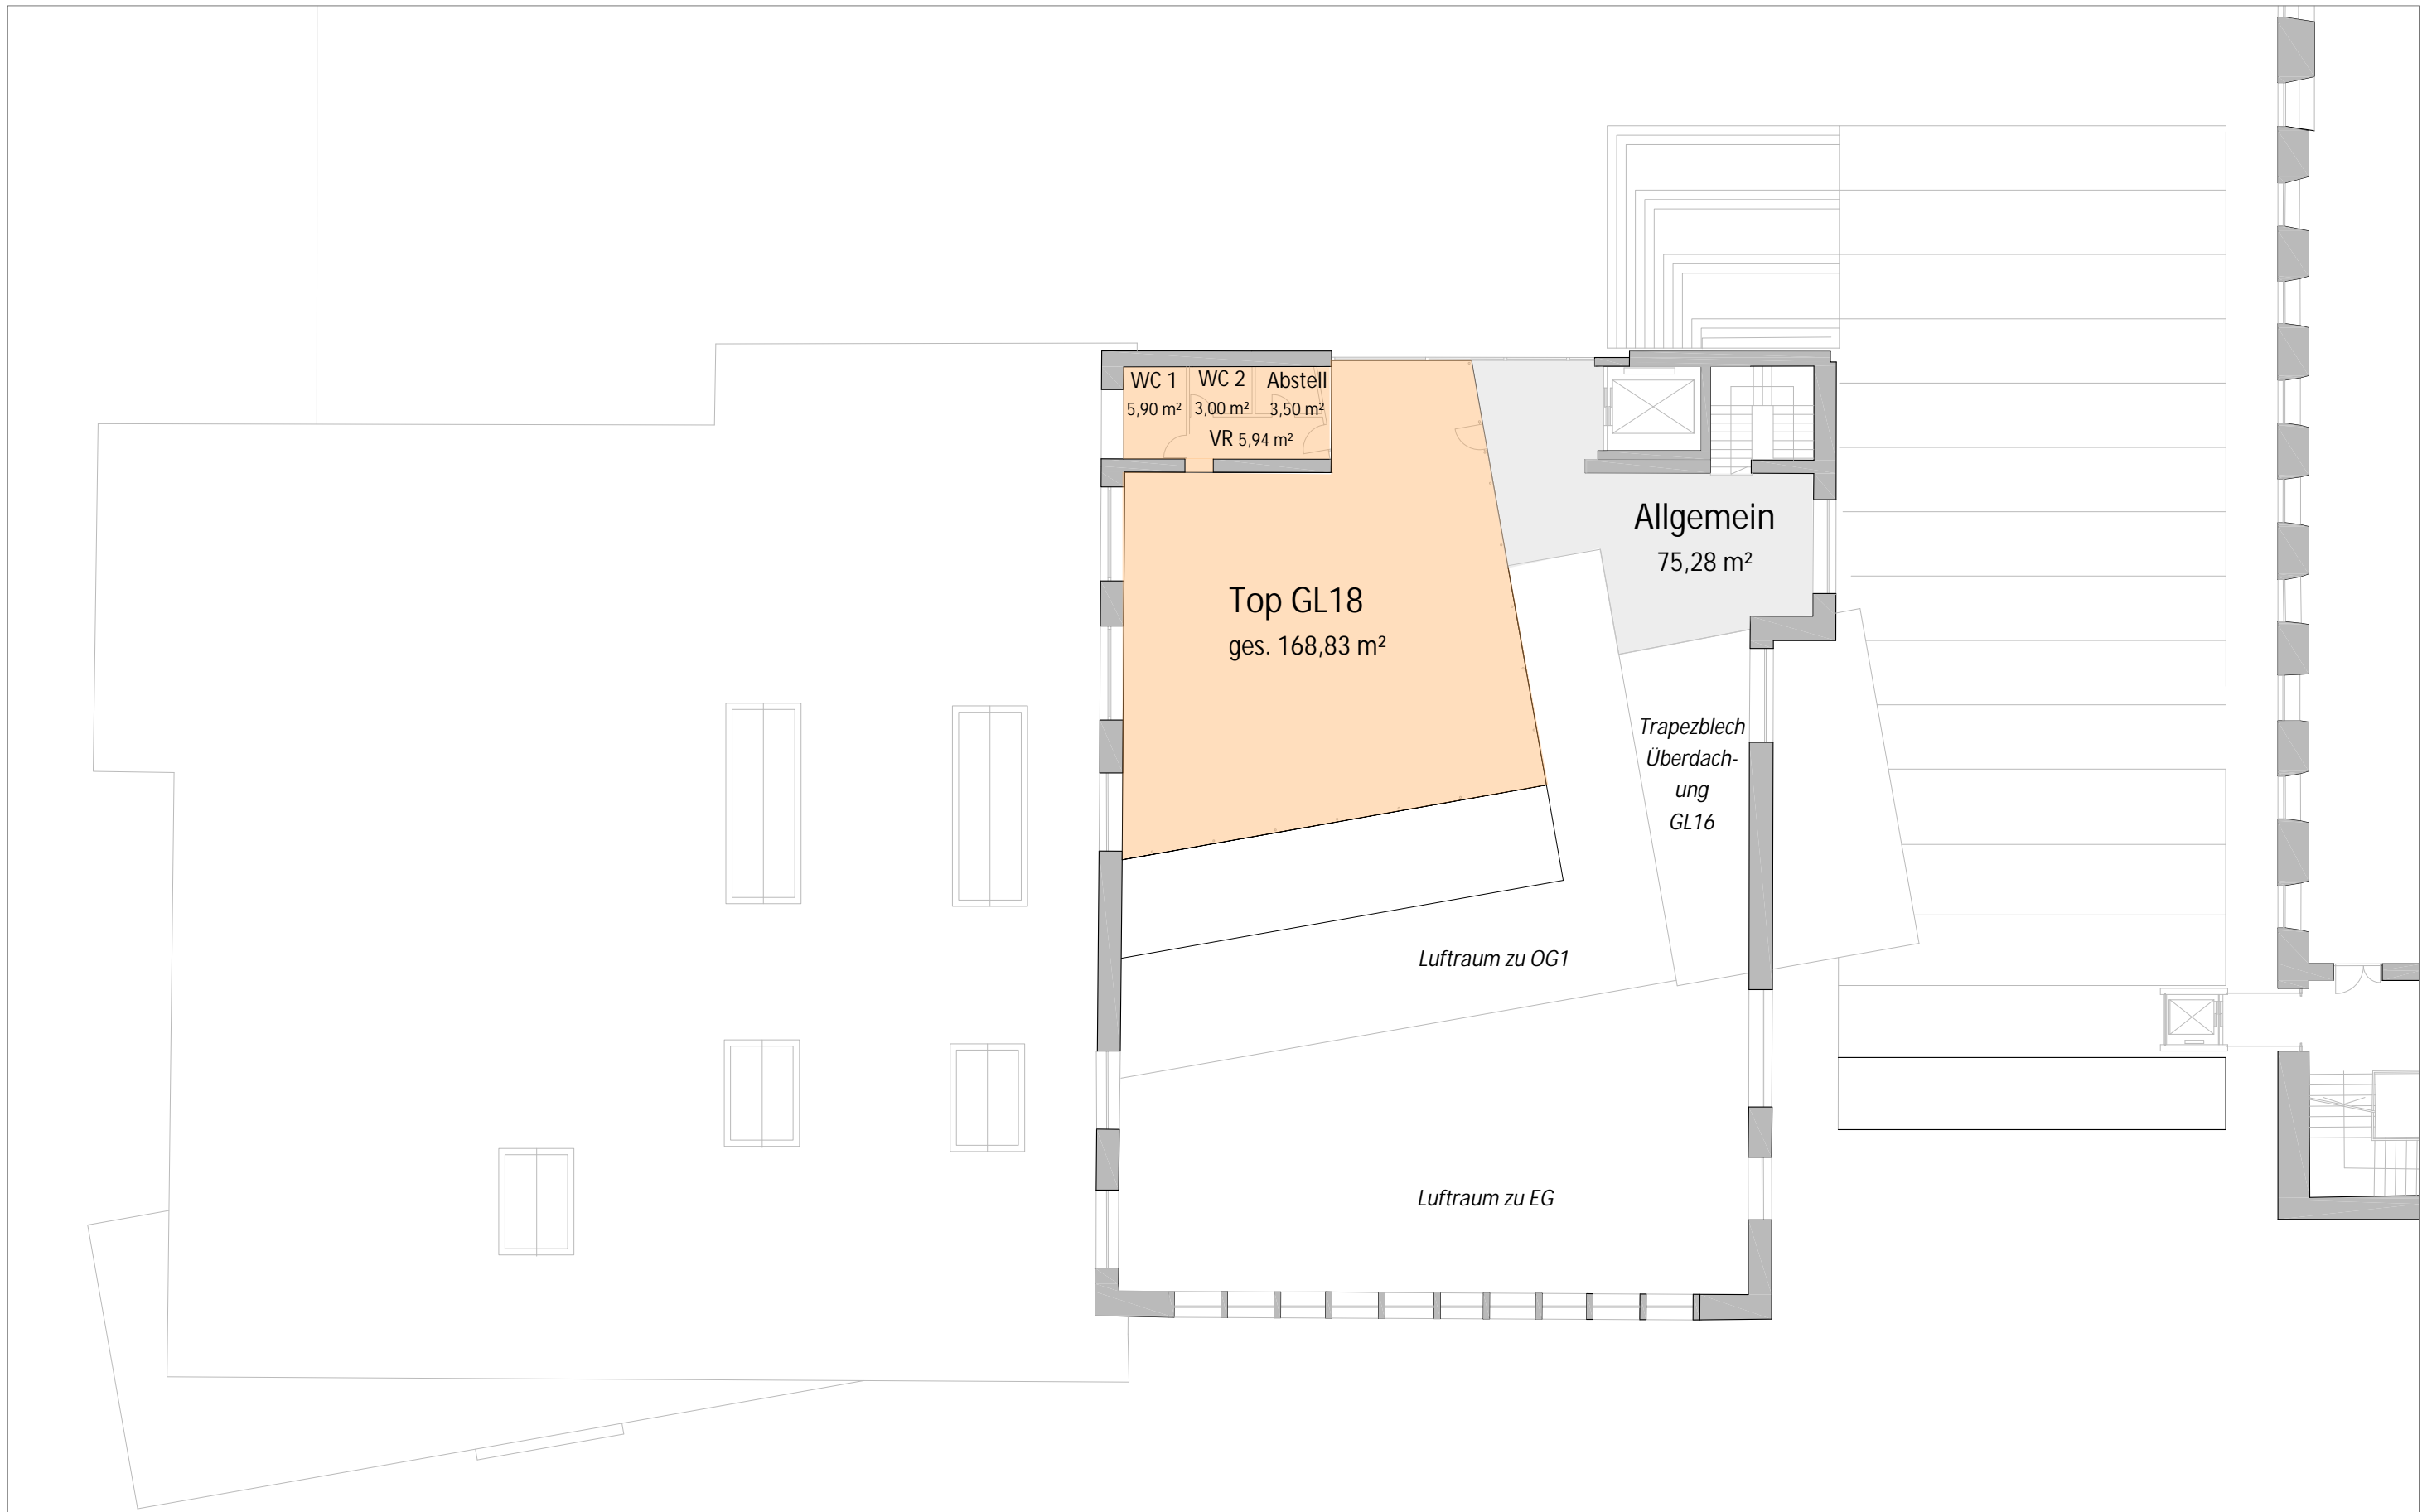 WC 1
5,90 m²
WC 2
3,00 m²
Abstell
3,50 m²
VR 5,94 m²
Allgemein
75,28 m²
Top GL18
ges. 168,83 m²
Trapezblech
Überdach-
ung
GL16
Luftraum zu OG1
Luftraum zu EG